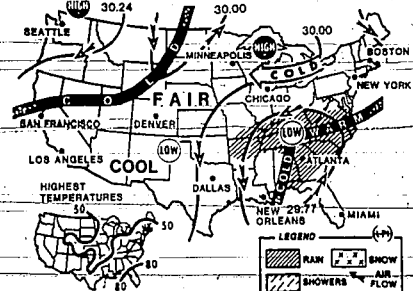 HIGH
30.24
30.00
SEATTLE
MINNEAPOLIS
HIGH
30.00
BOSTON
COLD
COLD
NEW YORK
FAIR
CHICAGO
SAN FRANCISCO
DENVER
LOW
WARM
LOS ANGELES
LOW
COOL
COLD
ATLANTA
DALLAS
HIGHEST
TEMPERATURES
50
50
NEW
ORLEANS
29.77
MIAMI
80
80
LEGEND
RAIN
SNOW
SHOWERS
AIR
FLOW